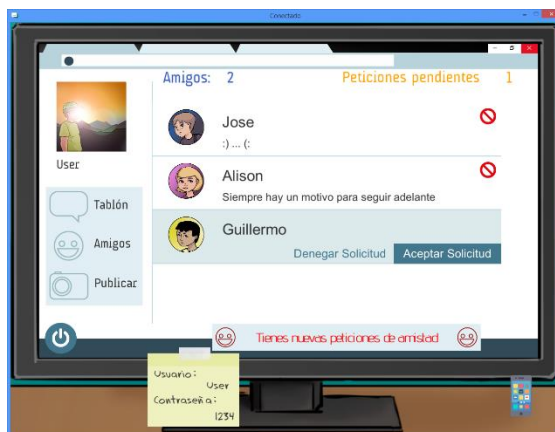 Conectado
Amigos: 2
Peticiones pendientes 1
Jose
:) ... (:
Alison
Siempre hay un motivo para seguir adelante
Guillermo
Denegar Solicitud
Aceptar Solicitud
User
Tablón
Amigos
Publicar
Tienes nuevas peticiones de amistad
Usuario:
User
Contraseña:
1234